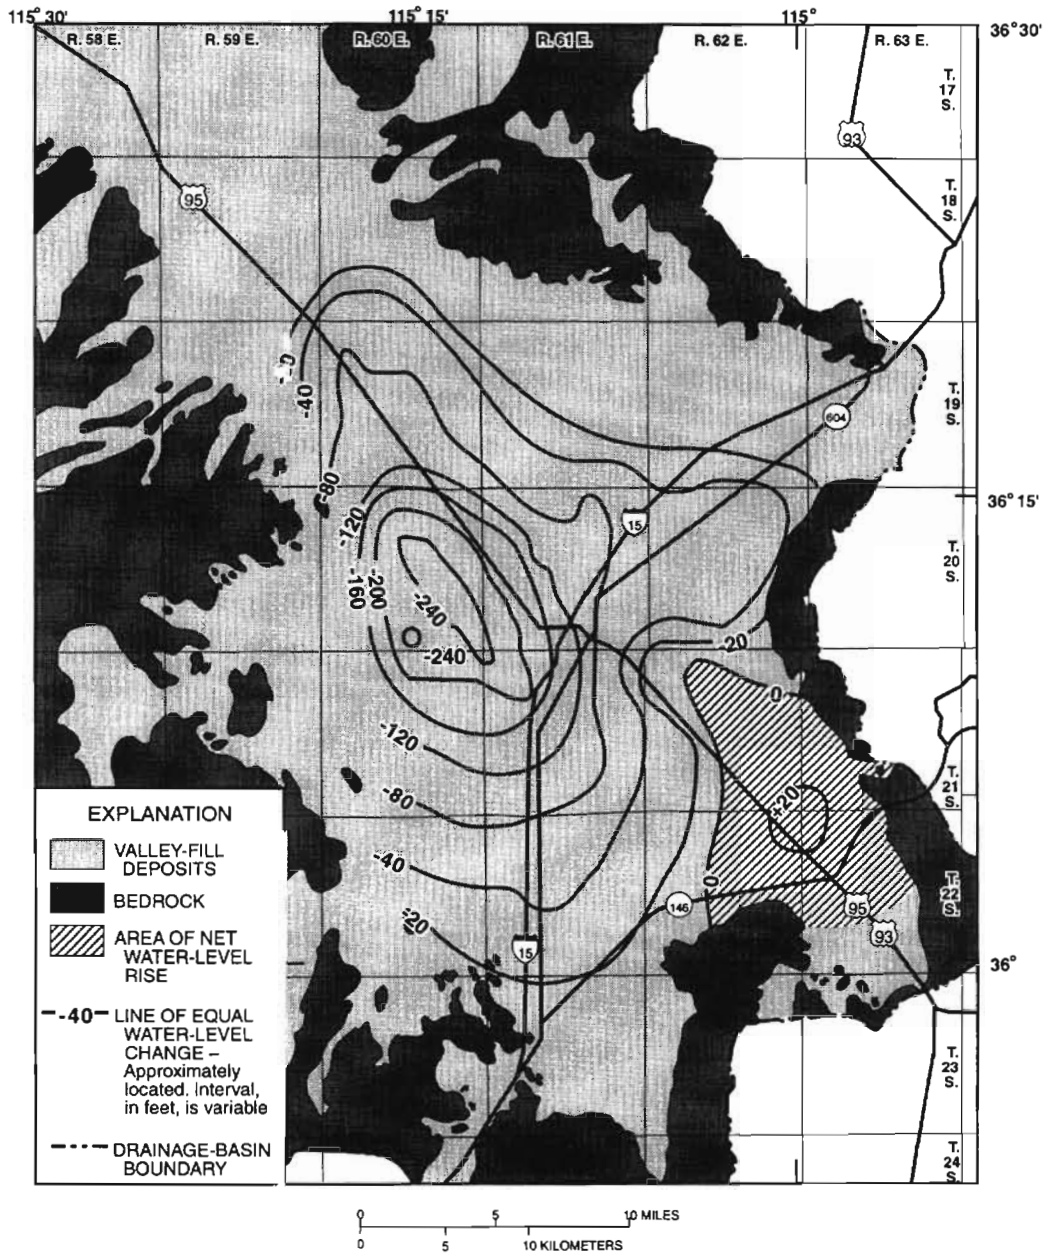 115° 30' 115° 15' 115°
R. 58 E. R. 59 E. R. 60 E. R. 61 E. R. 62 E. R. 63 E.
36° 30'
T. 17 S.
93
T. 18 S.
95
-40
T. 19 S.
604
-80
36° 15'
-120
15
T. 20 S.
-200
-160
-240
-240
-20
0
-120
T. 21 S.
+20
-80
-40
0
T. 22 S.
146
95
-20
93
15
36°
T. 23 S.
T. 24 S.
EXPLANATION
VALLEY-FILL
DEPOSITS
BEDROCK
AREA OF NET
WATER-LEVEL
RISE
-40
LINE OF EQUAL
WATER-LEVEL
CHANGE –
Approximately
located. Interval,
in feet, is variable
DRAINAGE-BASIN
BOUNDARY
0 5 10 MILES
0 5 10 KILOMETERS